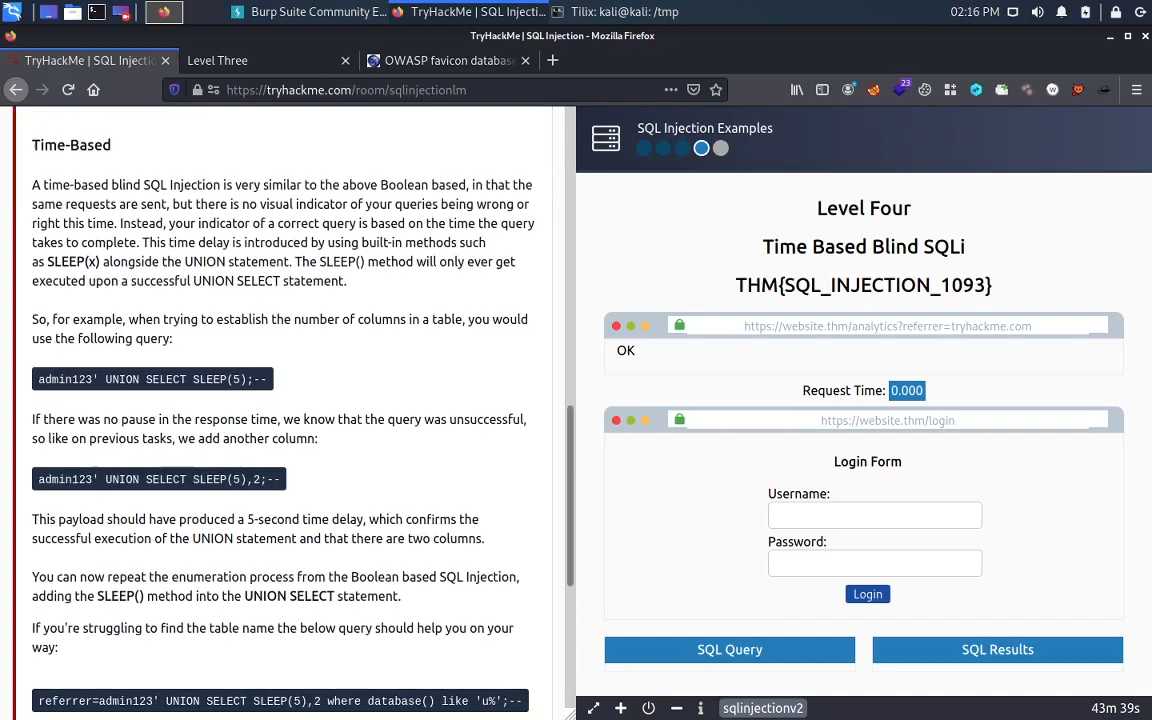 Burp Suite Community E...
TryHackMe | SQL Injecti...
Tilix: kali@kali: /tmp
02:16 PM
TryHackMe | SQL Injection - Mozilla Firefox
TryHackMe | SQL Injectio
Level Three
OWASP favicon database
https://tryhackme.com/room/sqlinjectionlm
23
Time-Based
A time-based blind SQL Injection is very similar to the above Boolean based, in that the
same requests are sent, but there is no visual indicator of your queries being wrong or
right this time. Instead, your indicator of a correct query is based on the time the query
takes to complete. This time delay is introduced by using built-in methods such
as SLEEP(x) alongside the UNION statement. The SLEEP() method will only ever get
executed upon a successful UNION SELECT statement.
So, for example, when trying to establish the number of columns in a table, you would
use the following query:
admin123' UNION SELECT SLEEP(5);--
If there was no pause in the response time, we know that the query was unsuccessful,
so like on previous tasks, we add another column:
admin123' UNION SELECT SLEEP(5),2;--
This payload should have produced a 5-second time delay, which confirms the
successful execution of the UNION statement and that there are two columns.
You can now repeat the enumeration process from the Boolean based SQL Injection,
adding the SLEEP() method into the UNION SELECT statement.
If you're struggling to find the table name the below query should help you on your
way:
referrer=admin123' UNION SELECT SLEEP(5),2 where database() like 'u%';--
SQL Injection Examples
Level Four
Time Based Blind SQLi
THM{SQL_INJECTION_1093}
https://website.thm/analytics?referrer=tryhackme.com
OK
Request Time: 0.000
https://website.thm/login
Login Form
Username:
Password:
Login
SQL Query
SQL Results
sqlinjectionv2
43m 39s